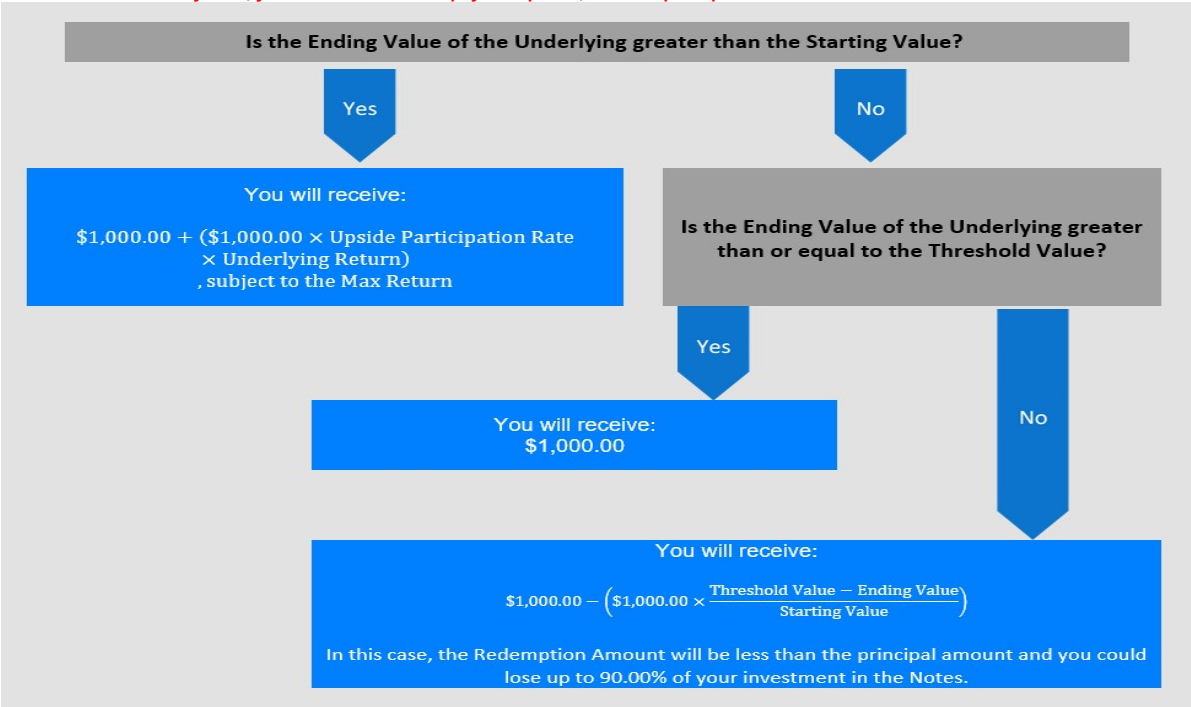 Is the Ending Value of the Underlying greater than the Starting Value?
Yes
No
You will receive:
$1,000.00 + ($1,000.00 × Upside Participation Rate
× Underlying Return)
, subject to the Max Return
Is the Ending Value of the Underlying greater
than or equal to the Threshold Value?
Yes
No
You will receive:
$1,000.00
You will receive:
$1,000.00 − ($1,000.00 × Threshold Value − Ending Value / Starting Value)
In this case, the Redemption Amount will be less than the principal amount and you could
lose up to 90.00% of your investment in the Notes.